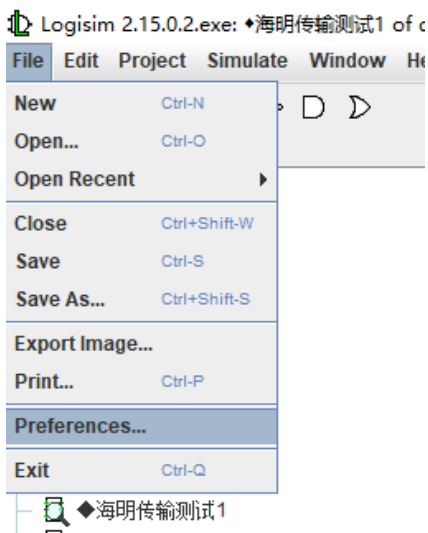 Logisim 2.15.0.2.exe: ◆海明传输测试1 of
File Edit Project Simulate Window
New Ctrl-N
Open... Ctrl-O
Open Recent
Close Ctrl+Shift-W
Save Ctrl-S
Save As... Ctrl+Shift-S
Export Image...
Print... Ctrl-P
Preferences...
Exit Ctrl-Q
◆海明传输测试1